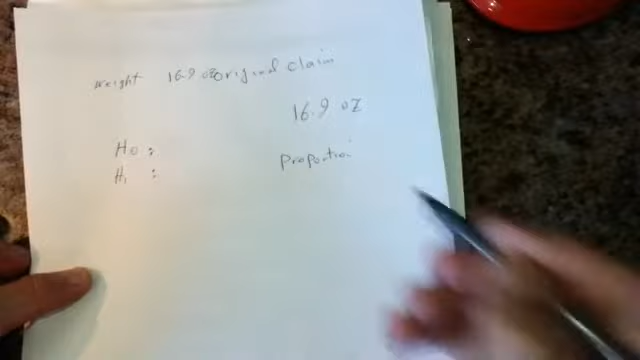 weight 16.9 oz original claim
16.9 oz
H0 :
H1 :
Proportion